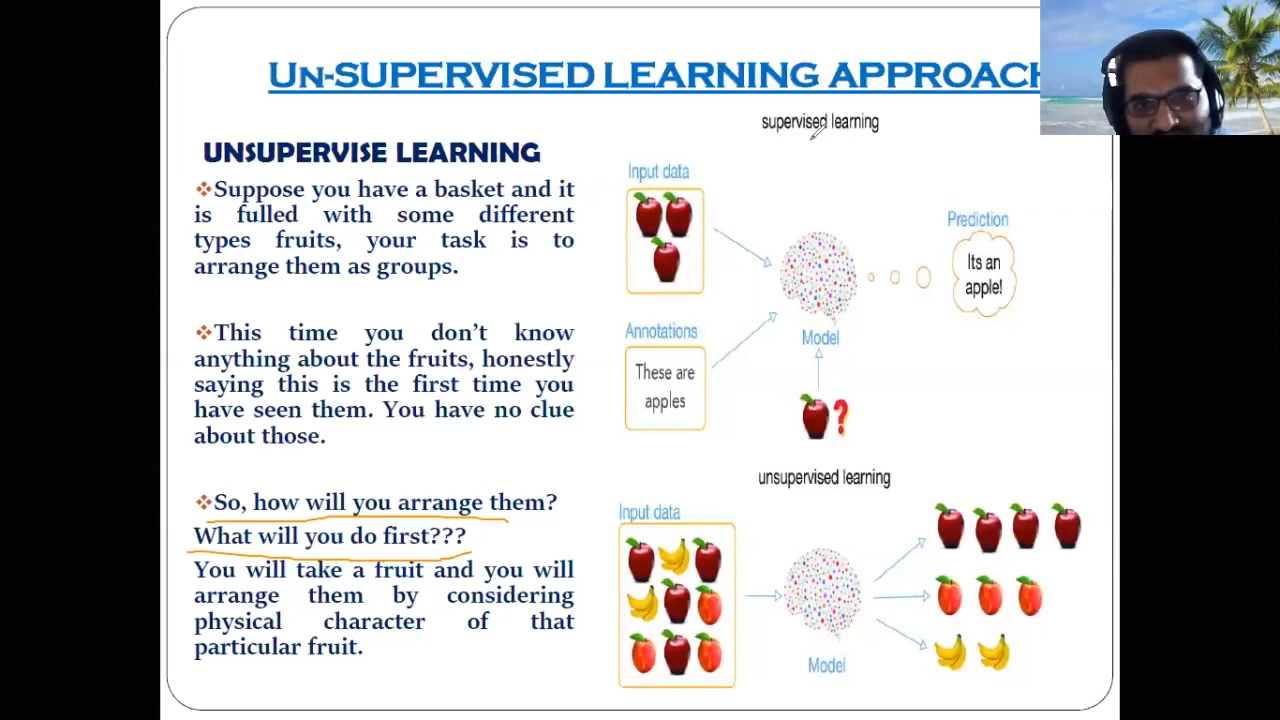 UN-SUPERVISED LEARNING APPROACH
supervised learning
UNSUPERVISE LEARNING
Suppose you have a basket and it
is fulled with some different
types fruits, your task is to
arrange them as groups.
This time you don't know
anything about the fruits, honestly
saying this is the first time you
have seen them. You have no clue
about those.
So, how will you arrange them?
What will you do first???
You will take a fruit and you will
arrange them by considering
physical character of that
particular fruit.
Input data
Annotations
These are
apples
Model
?
Prediction
Its an
apple!
unsupervised learning
Input data
Model